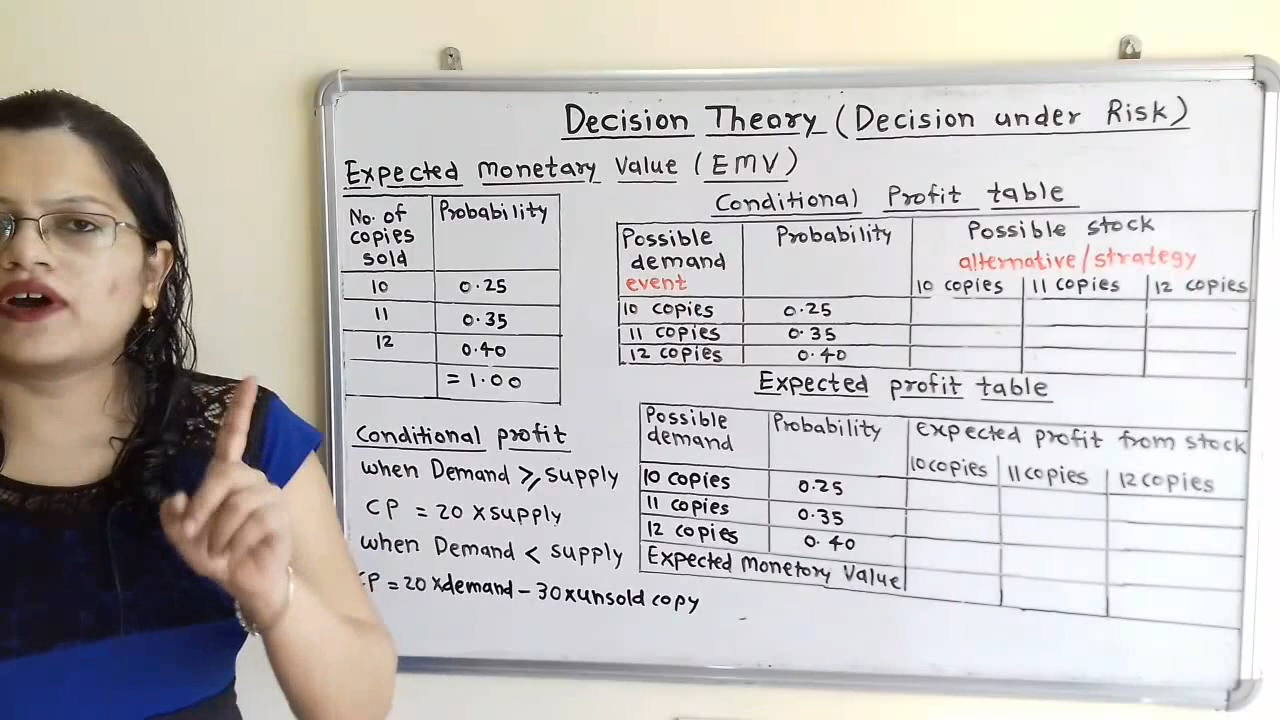 Decision Theory (Decision under Risk)
Expected Monetary Value (EMV)
No. of copies sold | Probability
10 | 0.25
11 | 0.35
12 | 0.40
= 1.00
Conditional profit
when Demand ⩾ supply
CP = 20 x supply
when Demand < supply
CP = 20 x demand - 30 x unsold copy
Conditional Profit table
Possible demand event | Probability | Possible stock alternative/strategy
10 copies | 11 copies | 12 copies
10 copies | 0.25
11 copies | 0.35
12 copies | 0.40
Expected profit table
Possible demand | Probability | Expected profit from stock
10 copies | 11 copies | 12 copies
10 copies | 0.25
11 copies | 0.35
12 copies | 0.40
Expected Monetory Value